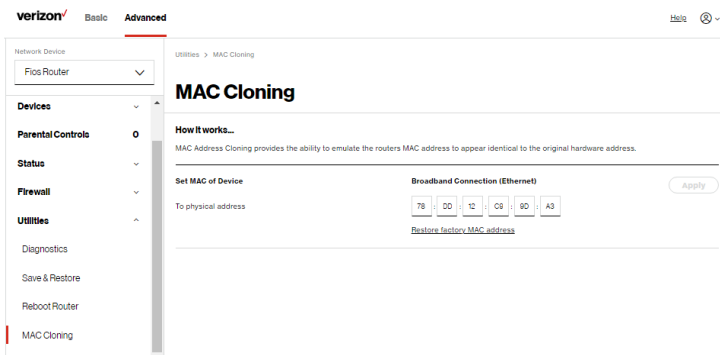 verizon Basic Advanced Help
Network Device
Fios Router
Utilities > MAC Cloning
MAC Cloning
Devices
Parental Controls 0
Status
Firewall
Utilities
Diagnostics
Save & Restore
Reboot Router
MAC Cloning
How it works...
MAC Address Cloning provides the ability to emulate the routers MAC address to appear identical to the original hardware address.
Set MAC of Device Broadband Connection (Ethernet) Apply
To physical address 78 : DD : 12 : C9 : 9D : A3
Restore factory MAC address